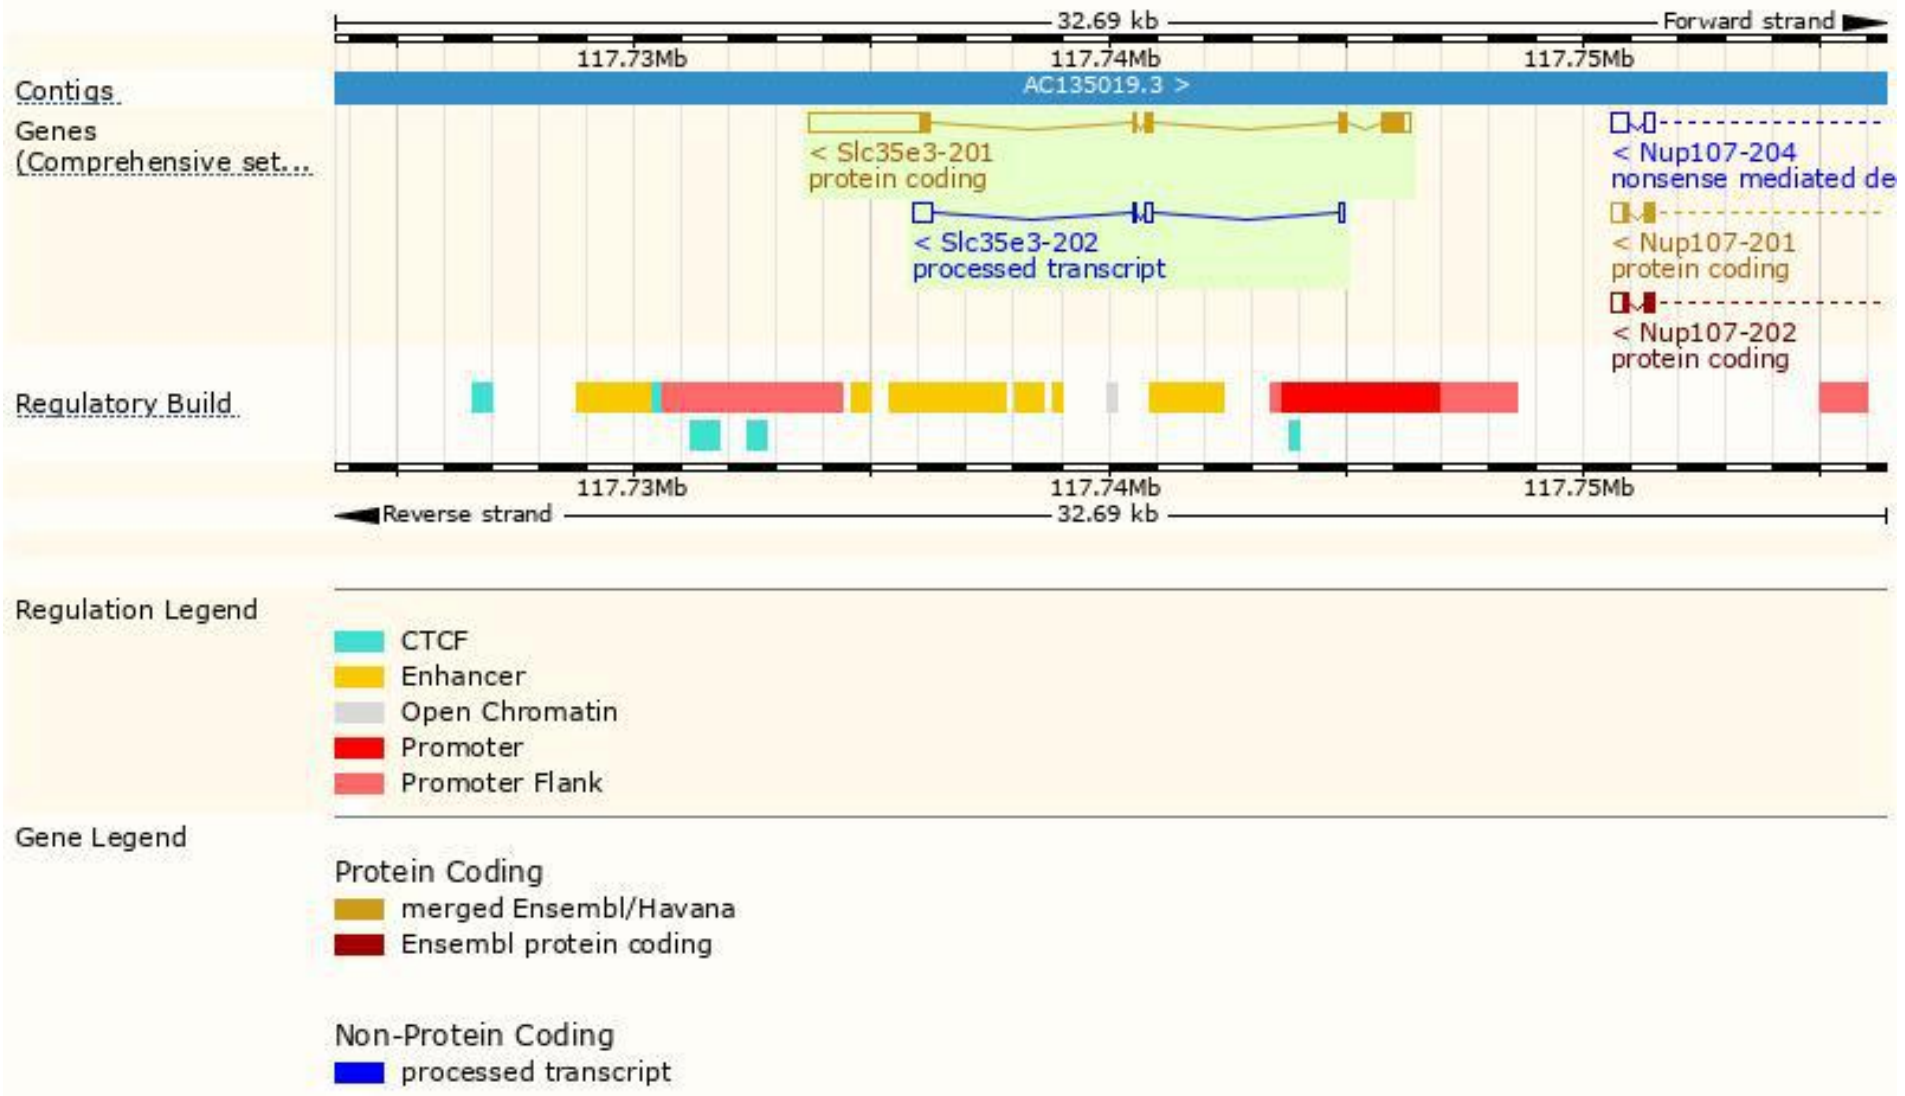 32.69 kb Forward strand
117.73Mb 117.74Mb 117.75Mb
Contigs AC135019.3 >
Genes
(Comprehensive set...
< Slc35e3-201
protein coding
< Nup107-204
nonsense mediated de
< Slc35e3-202
processed transcript
< Nup107-201
protein coding
< Nup107-202
protein coding
Regulatory Build
117.73Mb 117.74Mb 117.75Mb
Reverse strand 32.69 kb
Regulation Legend
CTCF
Enhancer
Open Chromatin
Promoter
Promoter Flank
Gene Legend
Protein Coding
merged Ensembl/Havana
Ensembl protein coding
Non-Protein Coding
processed transcript